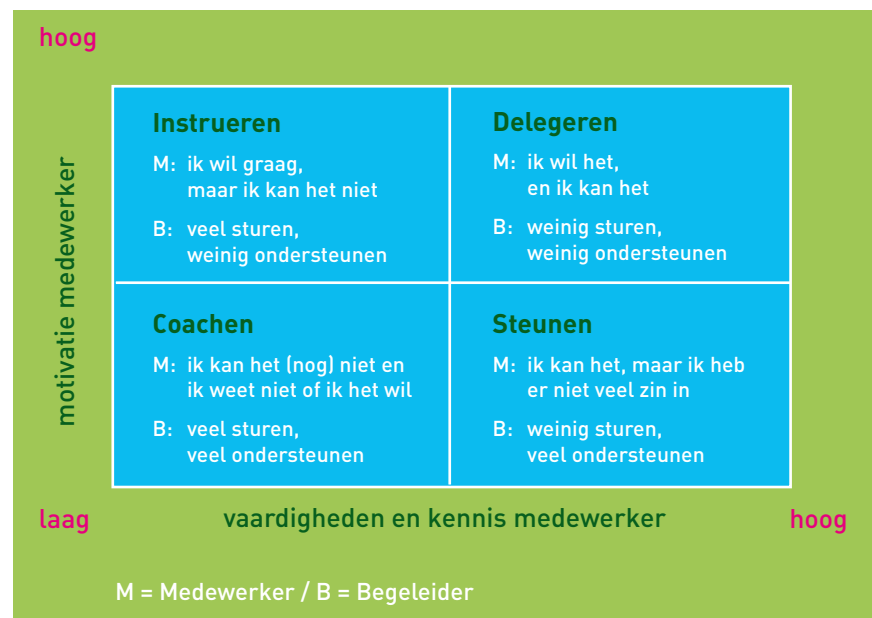 hoog
motivatie medewerker
Instrueren
M: ik wil graag,
maar ik kan het niet
B: veel sturen,
weinig ondersteunen
Delegeren
M: ik wil het,
en ik kan het
B: weinig sturen,
weinig ondersteunen
Coachen
M: ik kan het (nog) niet en
ik weet niet of ik het wil
B: veel sturen,
veel ondersteunen
Steunen
M: ik kan het, maar ik heb
er niet veel zin in
B: weinig sturen,
veel ondersteunen
laag
vaardigheden en kennis medewerker
hoog
M = Medewerker / B = Begeleider